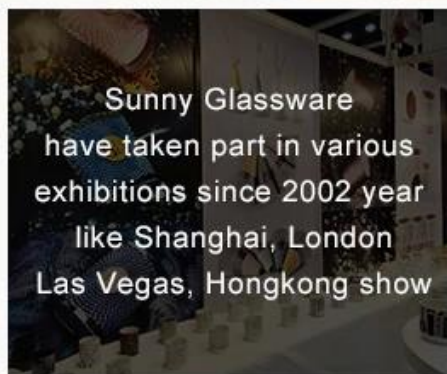 Sunny Glassware
have taken part in various
exhibitions since 2002 year
like Shanghai, London
Las Vegas, Hongkong show